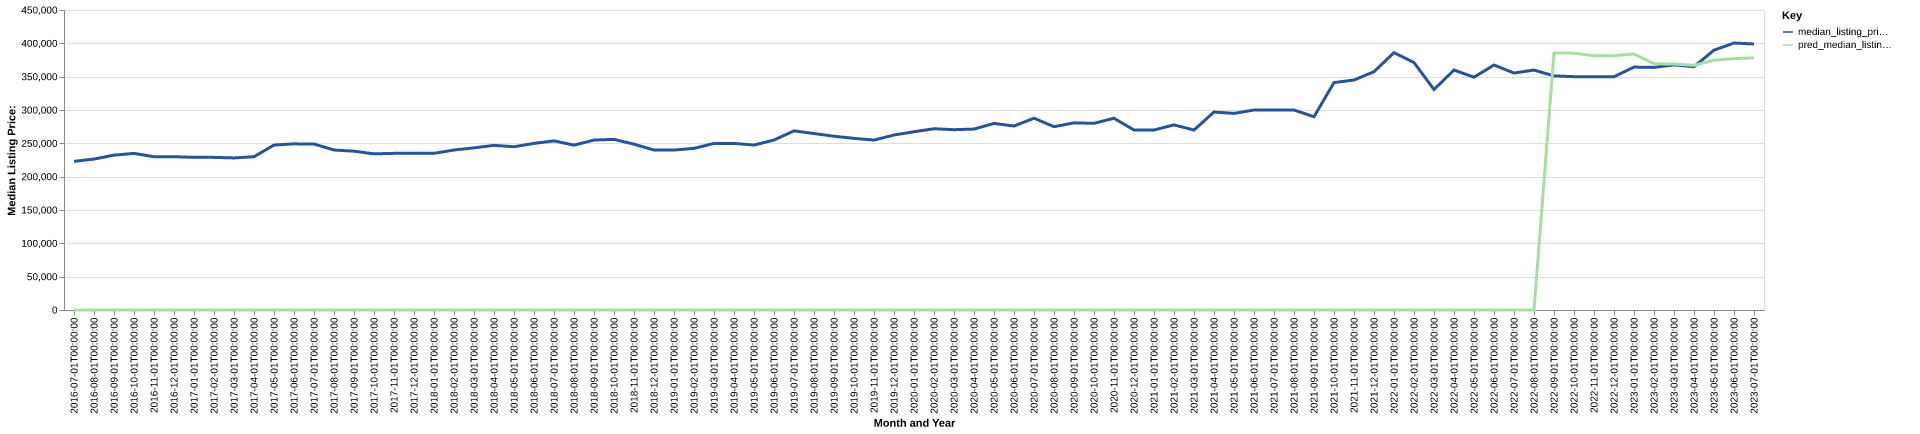 450,000
400,000
350,000
300,000
250,000
200,000
150,000
100,000
50,000
0
Median Listing Price:
2016-07-01T00:00:00
2016-08-01T00:00:00
2016-09-01T00:00:00
2016-10-01T00:00:00
2016-11-01T00:00:00
2016-12-01T00:00:00
2017-01-01T00:00:00
2017-02-01T00:00:00
2017-03-01T00:00:00
2017-04-01T00:00:00
2017-05-01T00:00:00
2017-06-01T00:00:00
2017-07-01T00:00:00
2017-08-01T00:00:00
2017-09-01T00:00:00
2017-10-01T00:00:00
2017-11-01T00:00:00
2017-12-01T00:00:00
2018-01-01T00:00:00
2018-02-01T00:00:00
2018-03-01T00:00:00
2018-04-01T00:00:00
2018-05-01T00:00:00
2018-06-01T00:00:00
2018-07-01T00:00:00
2018-08-01T00:00:00
2018-09-01T00:00:00
2018-10-01T00:00:00
2018-11-01T00:00:00
2018-12-01T00:00:00
2019-01-01T00:00:00
2019-02-01T00:00:00
2019-03-01T00:00:00
2019-04-01T00:00:00
2019-05-01T00:00:00
2019-06-01T00:00:00
2019-07-01T00:00:00
2019-08-01T00:00:00
2019-09-01T00:00:00
2019-10-01T00:00:00
2019-11-01T00:00:00
2019-12-01T00:00:00
2020-01-01T00:00:00
2020-02-01T00:00:00
2020-03-01T00:00:00
2020-04-01T00:00:00
2020-05-01T00:00:00
2020-06-01T00:00:00
2020-07-01T00:00:00
2020-08-01T00:00:00
2020-09-01T00:00:00
2020-10-01T00:00:00
2020-11-01T00:00:00
2020-12-01T00:00:00
2021-01-01T00:00:00
2021-02-01T00:00:00
2021-03-01T00:00:00
2021-04-01T00:00:00
2021-05-01T00:00:00
2021-06-01T00:00:00
2021-07-01T00:00:00
2021-08-01T00:00:00
2021-09-01T00:00:00
2021-10-01T00:00:00
2021-11-01T00:00:00
2021-12-01T00:00:00
2022-01-01T00:00:00
2022-02-01T00:00:00
2022-03-01T00:00:00
2022-04-01T00:00:00
2022-05-01T00:00:00
2022-06-01T00:00:00
2022-07-01T00:00:00
2022-08-01T00:00:00
2022-09-01T00:00:00
2022-10-01T00:00:00
2022-11-01T00:00:00
2022-12-01T00:00:00
2023-01-01T00:00:00
2023-02-01T00:00:00
2023-03-01T00:00:00
2023-04-01T00:00:00
2023-05-01T00:00:00
2023-06-01T00:00:00
2023-07-01T00:00:00
Month and Year
Key
median_listing_pri…
pred_median_listin…